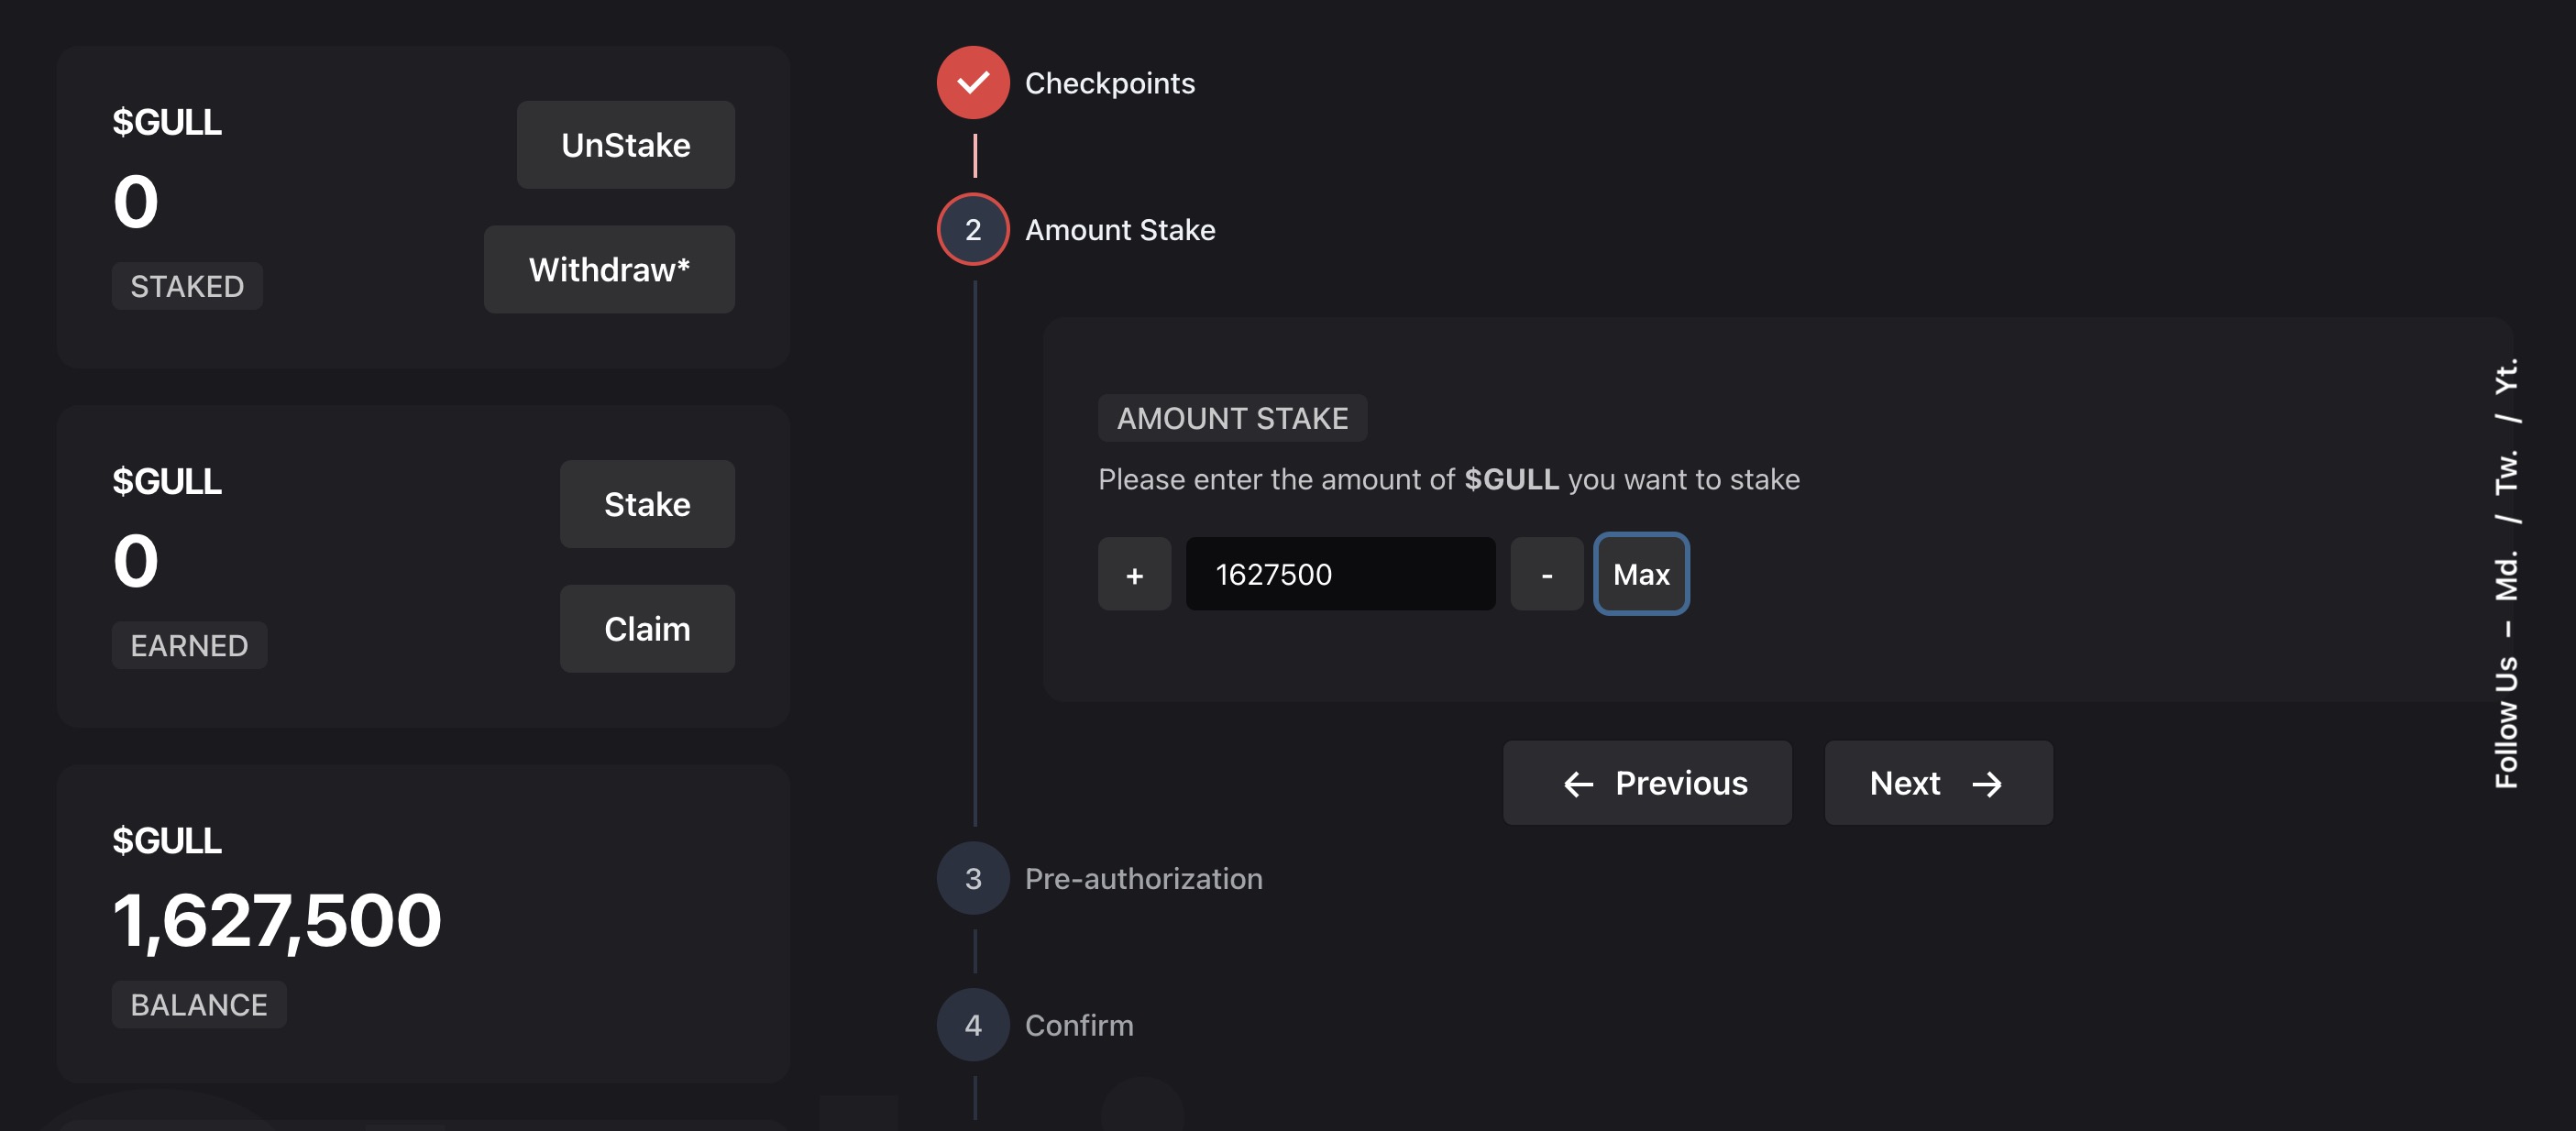 $GULL
0
STAKED
UnStake
Withdraw*
$GULL
0
EARNED
Stake
Claim
$GULL
1,627,500
BALANCE
Checkpoints
2 Amount Stake
AMOUNT STAKE
Please enter the amount of $GULL you want to stake
+ 1627500 - Max
← Previous Next →
3 Pre-authorization
4 Confirm
Follow Us – Md. / Tw. / Yt.